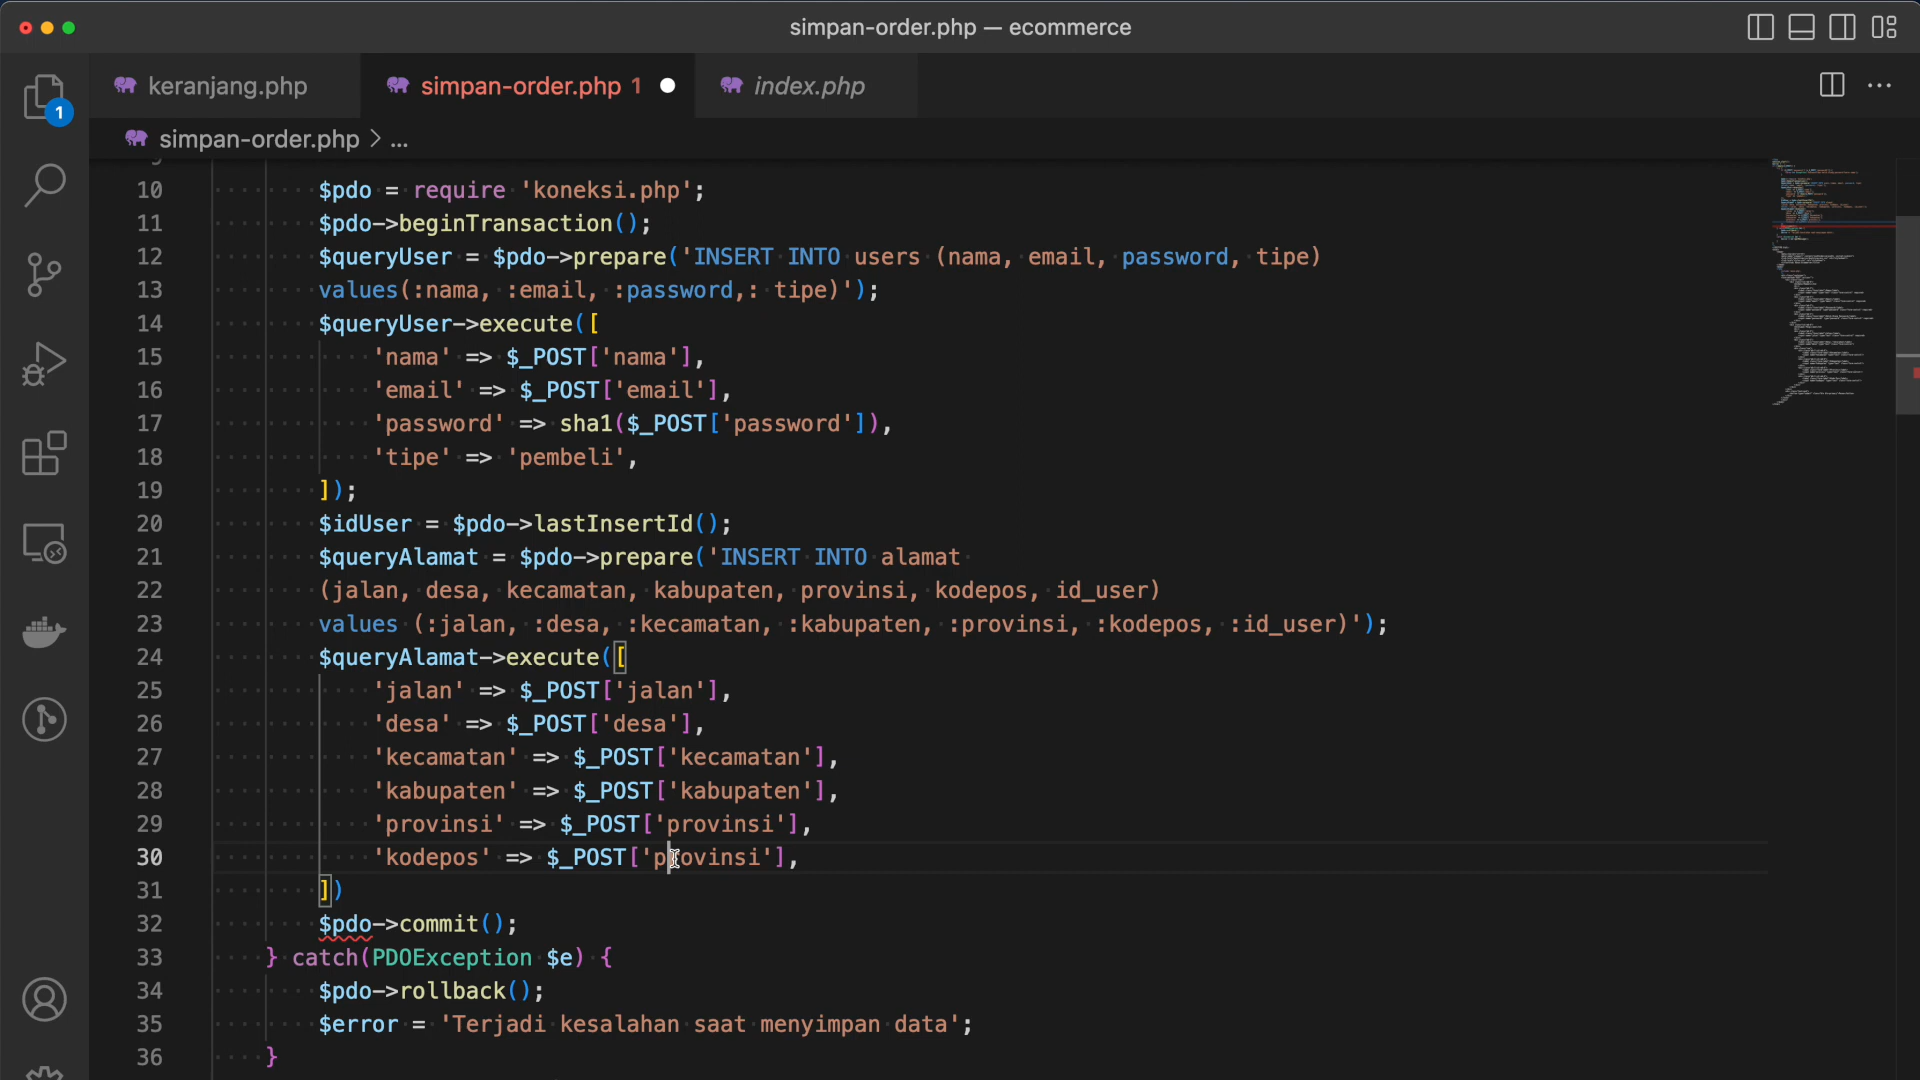 simpan-order.php — ecommerce
keranjang.php
simpan-order.php 1
index.php
1
simpan-order.php > ...
10 $pdo = require 'koneksi.php';
11 $pdo->beginTransaction();
12 $queryUser = $pdo->prepare('INSERT INTO users (nama, email, password, tipe)
13 values(:nama, :email, :password,: tipe)');
14 $queryUser->execute([
15 'nama' => $_POST['nama'],
16 'email' => $_POST['email'],
17 'password' => sha1($_POST['password']),
18 'tipe' => 'pembeli',
19 ]);
20 $idUser = $pdo->lastInsertId();
21 $queryAlamat = $pdo->prepare('INSERT INTO alamat
22 (jalan, desa, kecamatan, kabupaten, provinsi, kodepos, id_user)
23 values (:jalan, :desa, :kecamatan, :kabupaten, :provinsi, :kodepos, :id_user)');
24 $queryAlamat->execute([
25 'jalan' => $_POST['jalan'],
26 'desa' => $_POST['desa'],
27 'kecamatan' => $_POST['kecamatan'],
28 'kabupaten' => $_POST['kabupaten'],
29 'provinsi' => $_POST['provinsi'],
30 'kodepos' => $_POST['provinsi'],
31 ])
32 $pdo->commit();
33 } catch(PDOException $e) {
34 $pdo->rollback();
35 $error = 'Terjadi kesalahan saat menyimpan data';
36 }